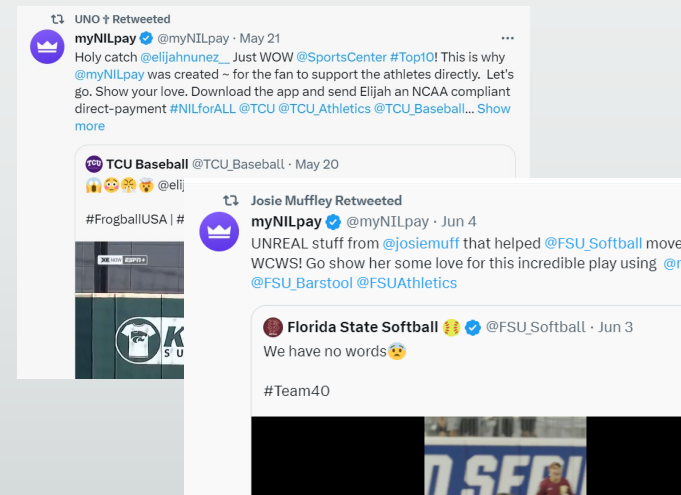 UNO ✝ Retweeted
myNILpay @myNILpay · May 21
Holy catch @elijahnunez__ Just WOW @SportsCenter #Top10! This is why
@myNILpay was created ~ for the fan to support the athletes directly. Let's
go. Show your love. Download the app and send Elijah an NCAA compliant
direct-payment #NILforALL @TCU @TCU_Athletics @TCU_Baseball... Show
more
TCU Baseball @TCU_Baseball · May 20
😱😳😤🤯 @elij
#FrogballUSA | #
NOW ESPN+
Josie Muffley Retweeted
myNILpay @myNILpay · Jun 4
UNREAL stuff from @josiemuff that helped @FSU_Softball move
WCWS! Go show her some love for this incredible play using @
@FSU_Barstool @FSUAthletics
Florida State Softball 🥎 @FSU_Softball · Jun 3
We have no words😰
#Team40